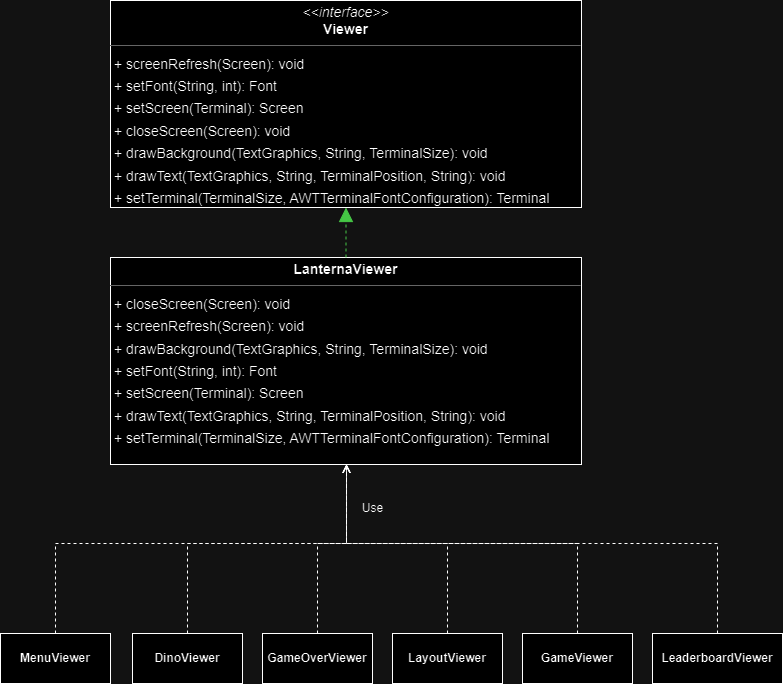 <<interface>>
Viewer
+ screenRefresh(Screen): void
+ setFont(String, int): Font
+ setScreen(Terminal): Screen
+ closeScreen(Screen): void
+ drawBackground(TextGraphics, String, TerminalSize): void
+ drawText(TextGraphics, String, TerminalPosition, String): void
+ setTerminal(TerminalSize, AWTTerminalFontConfiguration): Terminal
LanternaViewer
+ closeScreen(Screen): void
+ screenRefresh(Screen): void
+ drawBackground(TextGraphics, String, TerminalSize): void
+ setFont(String, int): Font
+ setScreen(Terminal): Screen
+ drawText(TextGraphics, String, TerminalPosition, String): void
+ setTerminal(TerminalSize, AWTTerminalFontConfiguration): Terminal
Use
MenuViewer
DinoViewer
GameOverViewer
LayoutViewer
GameViewer
LeaderboardViewer